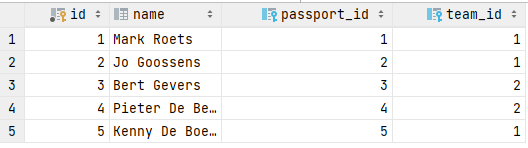 id name passport_id team_id
1 1 Mark Roets 1 1
2 2 Jo Goossens 2 1
3 3 Bert Gevers 3 2
4 4 Pieter De Be… 4 2
5 5 Kenny De Boe… 5 1